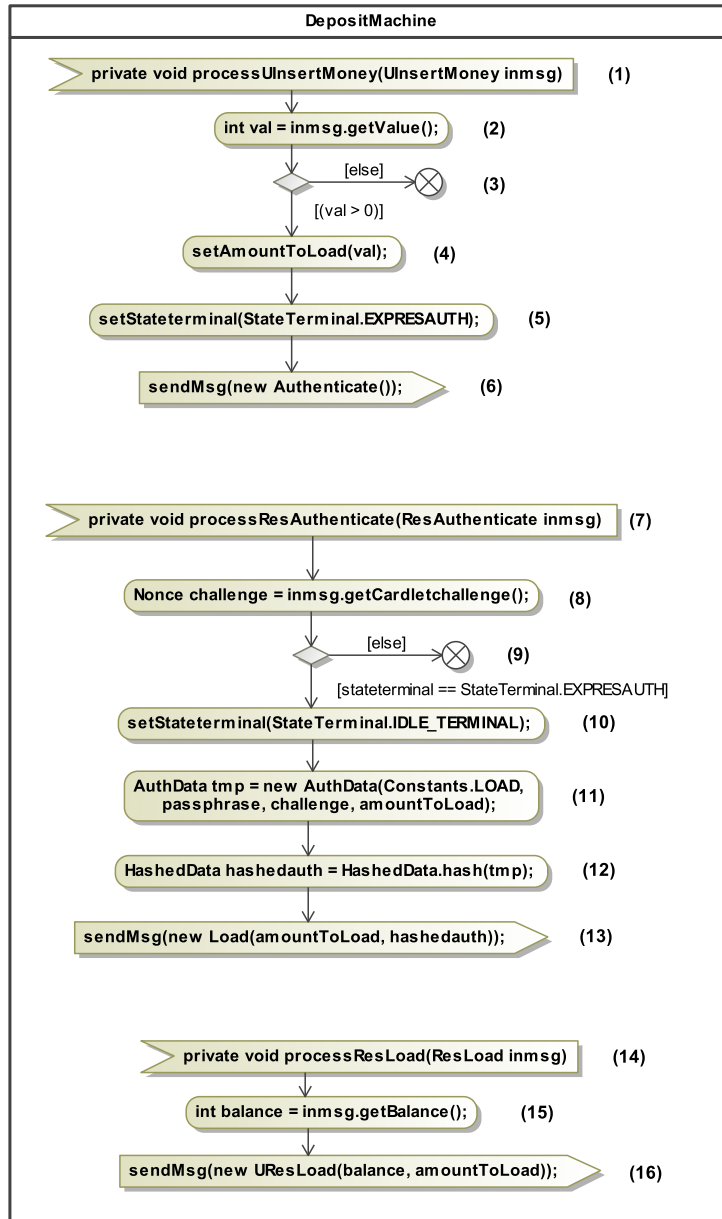 DepositMachine
private void processUInsertMoney(UInsertMoney inmsg) (1)
int val = inmsg.getValue(); (2)
[else] (3)
[(val > 0)]
setAmountToLoad(val); (4)
setStateterminal(StateTerminal.EXPRESAUTH); (5)
sendMsg(new Authenticate()); (6)
private void processResAuthenticate(ResAuthenticate inmsg) (7)
Nonce challenge = inmsg.getCardletchallenge(); (8)
[else] (9)
[stateterminal == StateTerminal.EXPRESAUTH]
setStateterminal(StateTerminal.IDLE_TERMINAL); (10)
AuthData tmp = new AuthData(Constants.LOAD,
passphrase, challenge, amountToLoad); (11)
HashedData hashedauth = HashedData.hash(tmp); (12)
sendMsg(new Load(amountToLoad, hashedauth)); (13)
private void processResLoad(ResLoad inmsg) (14)
int balance = inmsg.getBalance(); (15)
sendMsg(new UResLoad(balance, amountToLoad)); (16)